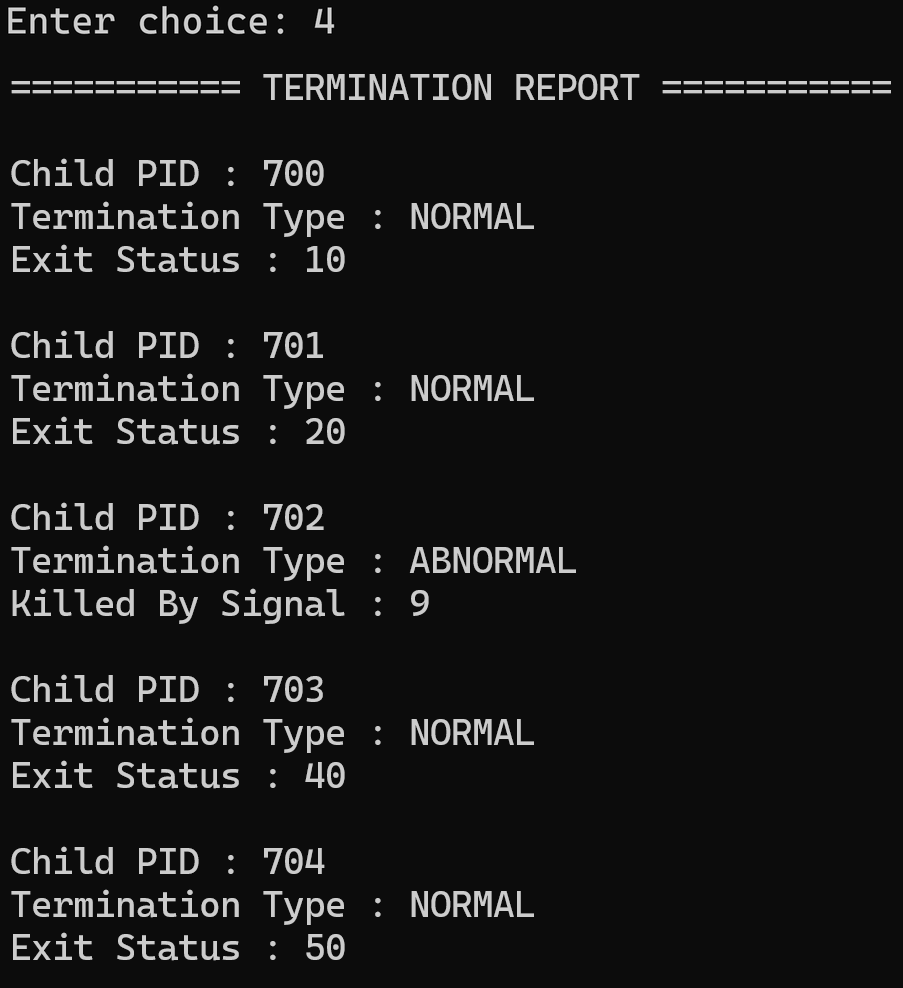 Enter choice: 4
=========== TERMINATION REPORT ===========
Child PID : 700
Termination Type : NORMAL
Exit Status : 10
Child PID : 701
Termination Type : NORMAL
Exit Status : 20
Child PID : 702
Termination Type : ABNORMAL
Killed By Signal : 9
Child PID : 703
Termination Type : NORMAL
Exit Status : 40
Child PID : 704
Termination Type : NORMAL
Exit Status : 50